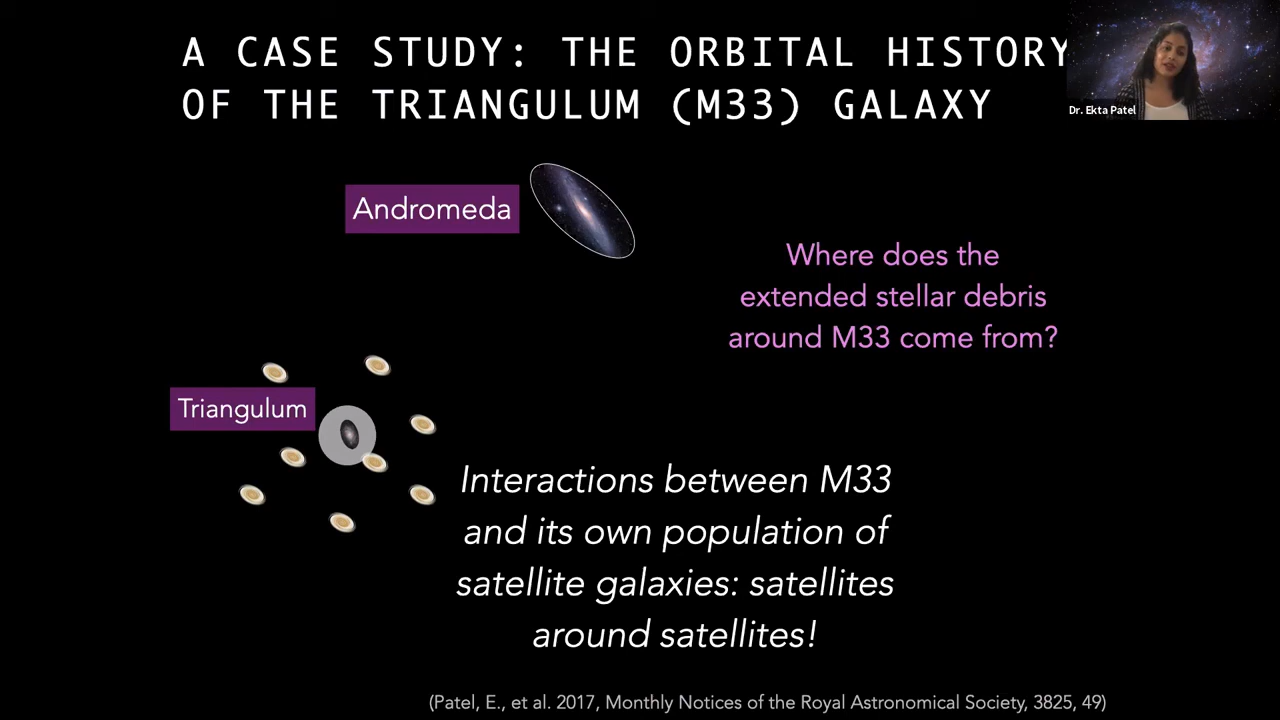 A CASE STUDY: THE ORBITAL HISTORY
OF THE TRIANGULUM (M33) GALAXY
Dr. Ekta Patel
Andromeda
Where does the
extended stellar debris
around M33 come from?
Triangulum
Interactions between M33
and its own population of
satellite galaxies: satellites
around satellites!
(Patel, E., et al. 2017, Monthly Notices of the Royal Astronomical Society, 3825, 49)